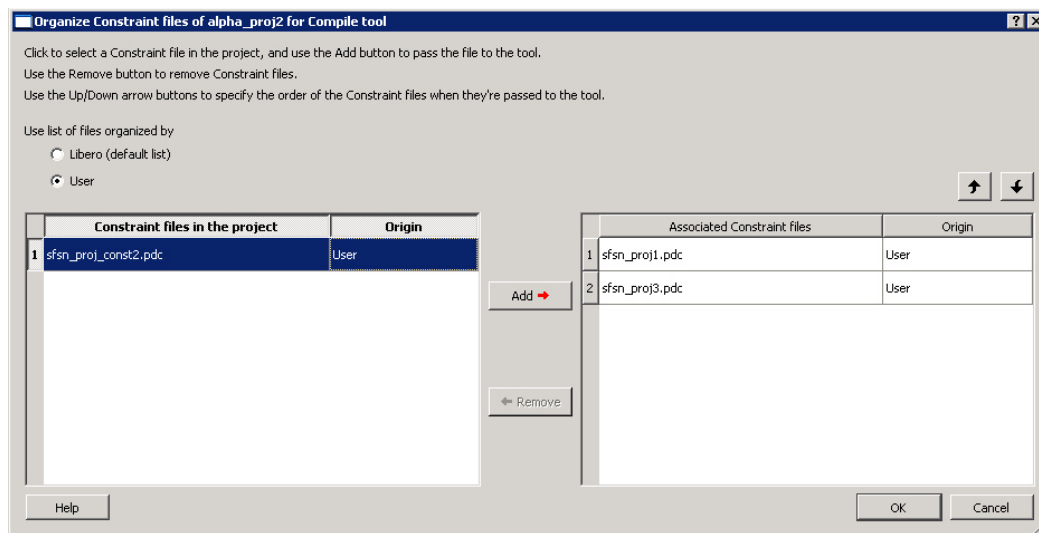 Organize Constraint files of alpha_proj2 for Compile tool
Click to select a Constraint file in the project, and use the Add button to pass the file to the tool.
Use the Remove button to remove Constraint files.
Use the Up/Down arrow buttons to specify the order of the Constraint files when they're passed to the tool.
Use list of files organized by
Libero (default list)
User
Constraint files in the project Origin
1 sfsn_proj_const2.pdc User
Add
Remove
Associated Constraint files Origin
1 sfsn_proj1.pdc User
2 sfsn_proj3.pdc User
Help
OK
Cancel